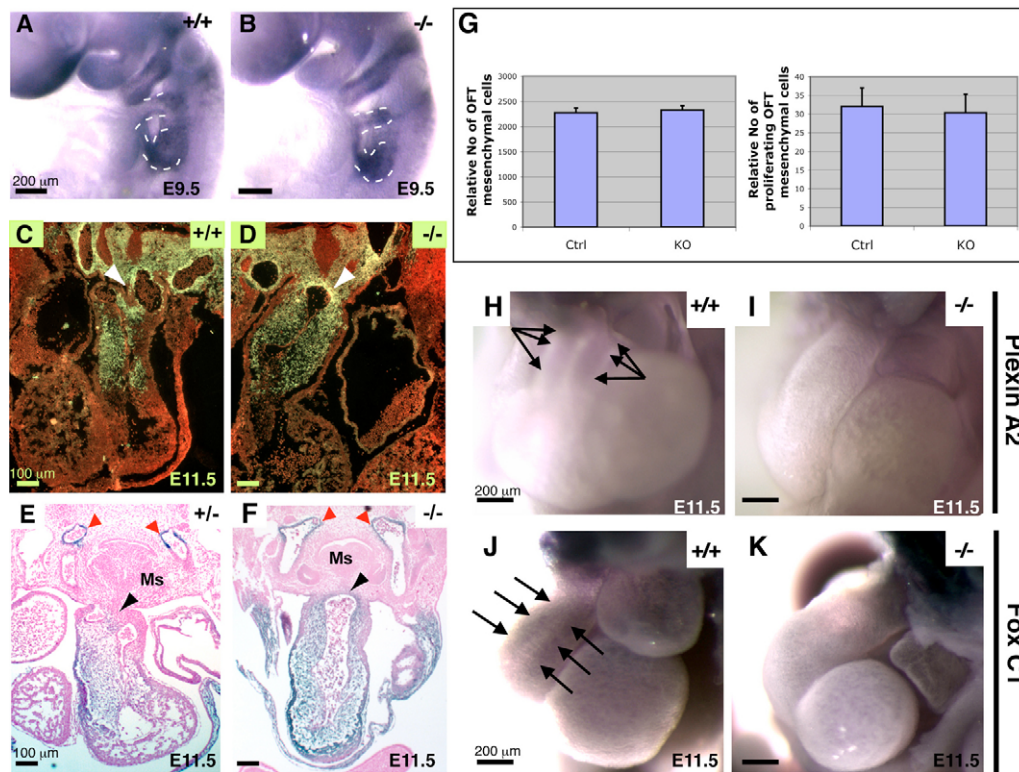 A
+/+
200 µm
E9.5
B
-/-
E9.5
C
+/+
100 µm
E11.5
D
-/-
E11.5
E
+/-
Ms
100 µm
E11.5
F
-/-
Ms
E11.5
G
Relative No of OFT
mesenchymal cells
3000
2500
2000
1500
1000
500
0
Ctrl
KO
Relative No of
proliferating OFT
mesenchymal cells
40
35
30
25
20
15
10
5
0
Ctrl
KO
H
+/+
200 µm
E11.5
I
-/-
E11.5
Plexin A2
J
+/+
200 µm
E11.5
K
-/-
E11.5
Fox C1